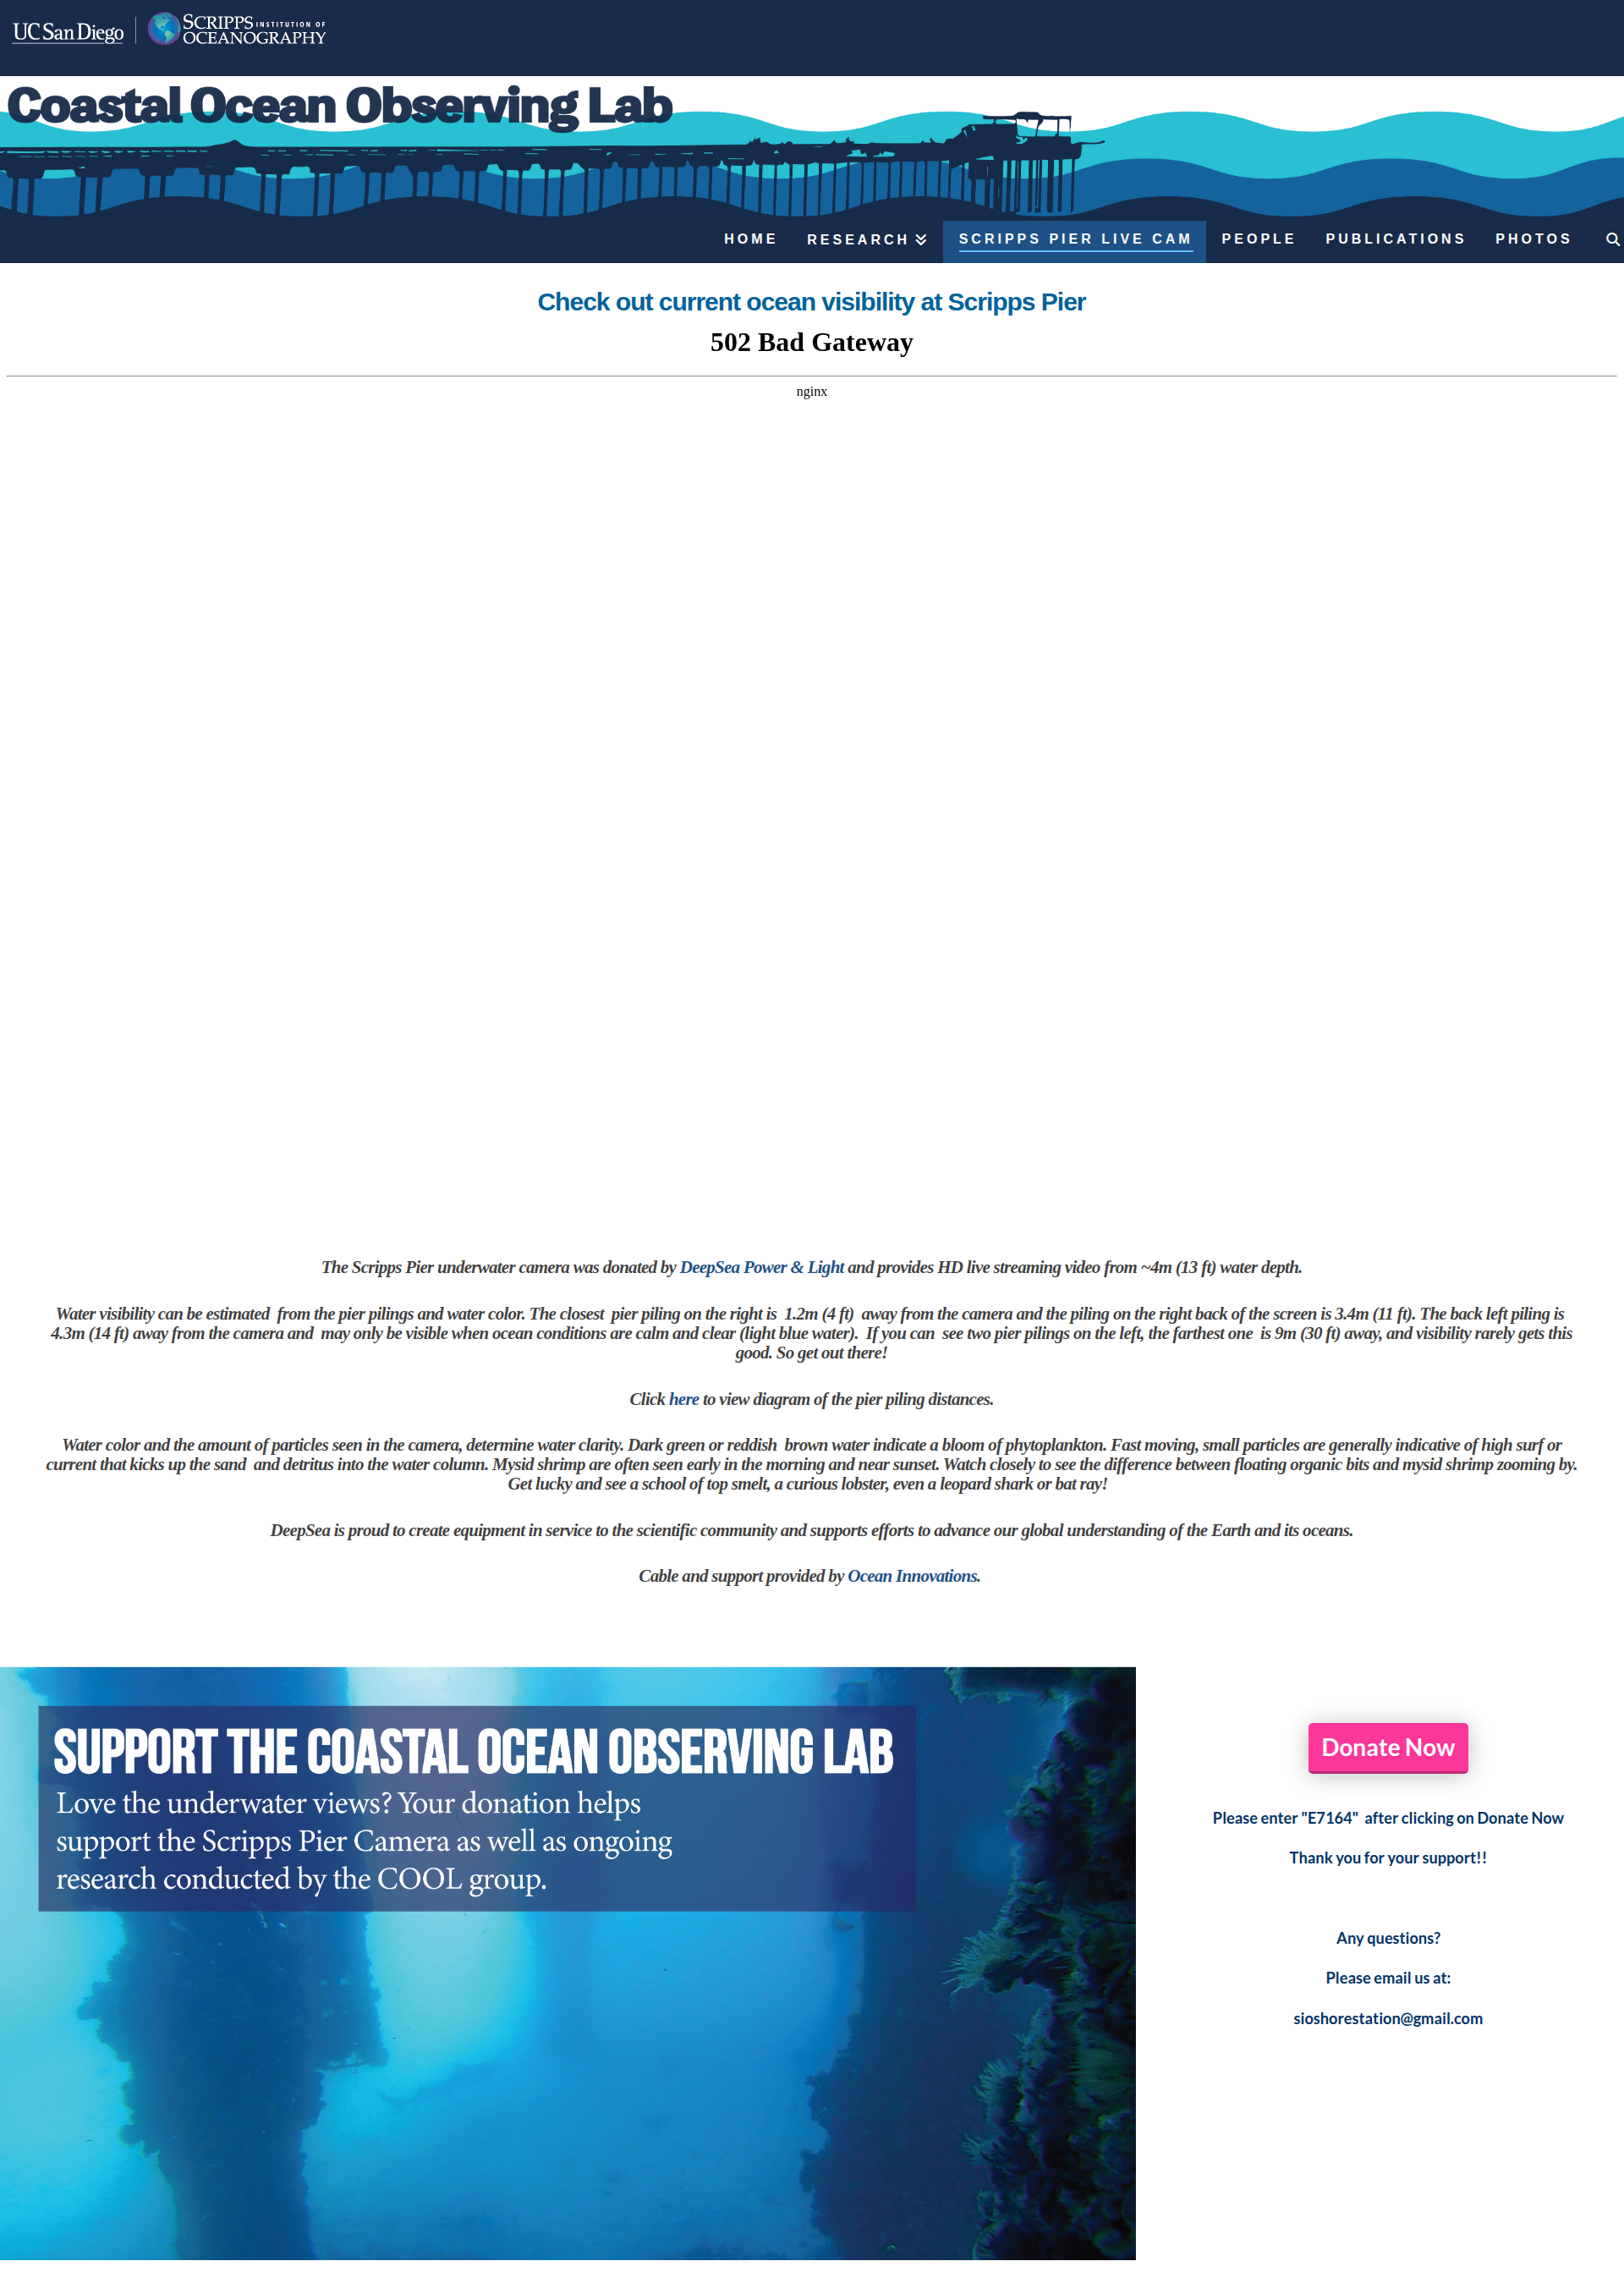 UC San Diego
SCRIPPS INSTITUTION OF
OCEANOGRAPHY
Coastal Ocean Observing Lab
HOME RESEARCH SCRIPPS PIER LIVE CAM PEOPLE PUBLICATIONS PHOTOS
Check out current ocean visibility at Scripps Pier
502 Bad Gateway
nginx
The Scripps Pier underwater camera was donated by DeepSea Power & Light and provides HD live streaming video from ~4m (13 ft) water depth.
Water visibility can be estimated from the pier pilings and water color. The closest pier piling on the right is 1.2m (4 ft) away from the camera and the piling on the right back of the screen is 3.4m (11 ft). The back left piling is
4.3m (14 ft) away from the camera and may only be visible when ocean conditions are calm and clear (light blue water). If you can see two pier pilings on the left, the farthest one is 9m (30 ft) away, and visibility rarely gets this
good. So get out there!
Click here to view diagram of the pier piling distances.
Water color and the amount of particles seen in the camera, determine water clarity. Dark green or reddish brown water indicate a bloom of phytoplankton. Fast moving, small particles are generally indicative of high surf or
current that kicks up the sand and detritus into the water column. Mysid shrimp are often seen early in the morning and near sunset. Watch closely to see the difference between floating organic bits and mysid shrimp zooming by.
Get lucky and see a school of top smelt, a curious lobster, even a leopard shark or bat ray!
DeepSea is proud to create equipment in service to the scientific community and supports efforts to advance our global understanding of the Earth and its oceans.
Cable and support provided by Ocean Innovations.
SUPPORT THE COASTAL OCEAN OBSERVING LAB
Love the underwater views? Your donation helps
support the Scripps Pier Camera as well as ongoing
research conducted by the COOL group.
Donate Now
Please enter "E7164" after clicking on Donate Now
Thank you for your support!!
Any questions?
Please email us at:
sioshorestation@gmail.com